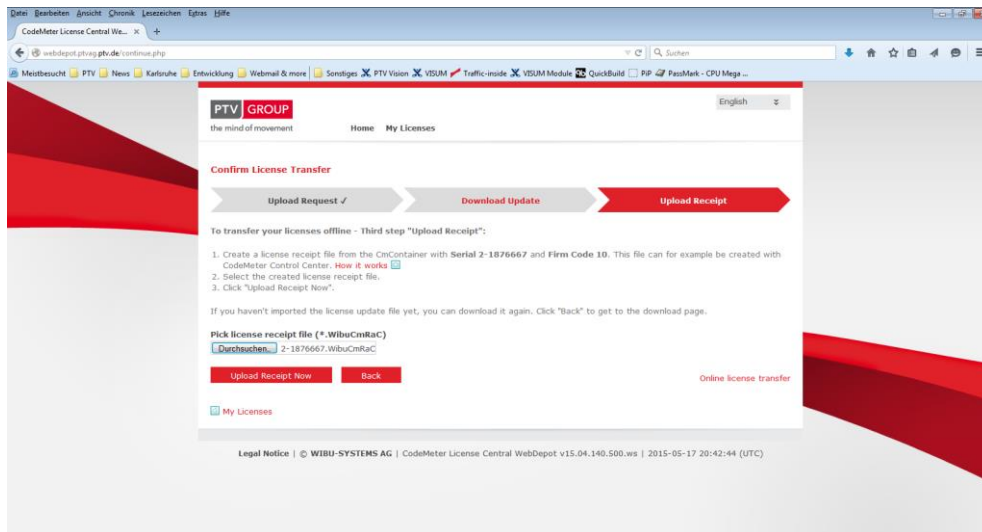 Datei Bearbeiten Ansicht Chronik Lesezeichen Extras Hilfe
CodeMeter License Central We... × +
webdepot.ptvag.ptv.de/continue.php
Suchen
Meistbesucht PTV News Karlsruhe Entwicklung Webmail & more Sonstiges PTV Vision VISUM Traffic-inside VISUM Module QuickBuild PiP PassMark - CPU Mega ...
PTV GROUP
the mind of movement
Home My Licenses
English
Confirm License Transfer
Upload Request ✓ Download Update Upload Receipt
To transfer your licenses offline - Third step "Upload Receipt":
1. Create a license receipt file from the CmContainer with Serial 2-1876667 and Firm Code 10. This file can for example be created with
CodeMeter Control Center. How it works
2. Select the created license receipt file.
3. Click "Upload Receipt Now".
If you haven't imported the license update file yet, you can download it again. Click "Back" to get to the download page.
Pick license receipt file (*.WibuCmRaC)
Durchsuchen... 2-1876667.WibuCmRaC
Upload Receipt Now Back
Online license transfer
My Licenses
Legal Notice | © WIBU-SYSTEMS AG | CodeMeter License Central WebDepot v15.04.140.500.ws | 2015-05-17 20:42:44 (UTC)